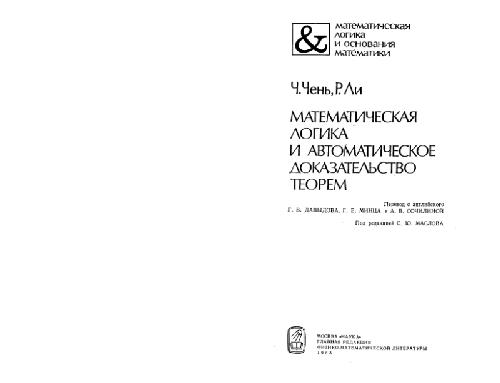 &
математическая
логика
и основания
математики
Ч.Чень, Р.Ли
МАТЕМАТИЧЕСКАЯ
ЛОГИКА
И АВТОМАТИЧЕСКОЕ
ДОКАЗАТЕЛЬСТВО
ТЕОРЕМ
Перевод с английского
Г. В. ДАВЫДОВА, Г. Е. МИНЦА и А. В. СОЧИЛИНОЙ
Под редакцией С. Ю. МАСЛОВА
МОСКВА «НАУКА»
ГЛАВНАЯ РЕДАКЦИЯ
ФИЗИКО-МАТЕМАТИЧЕСКОЙ ЛИТЕРАТУРЫ